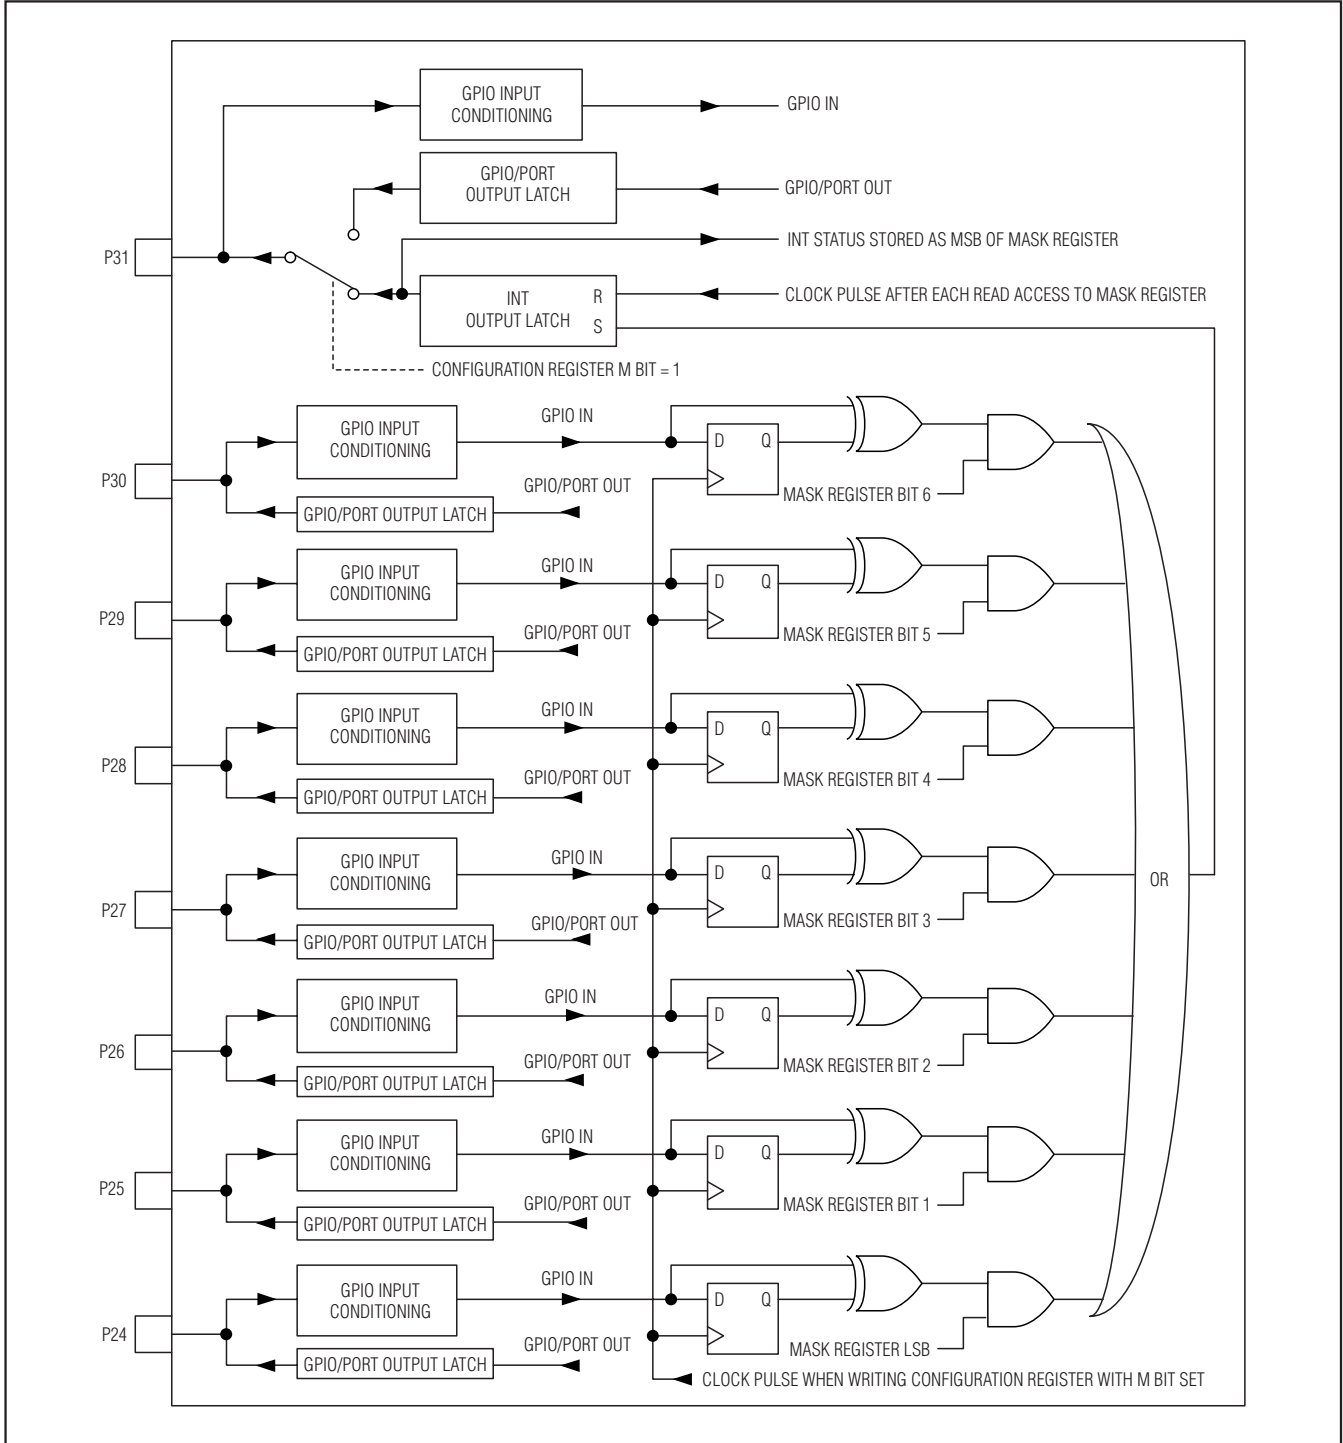 GPIO INPUT
CONDITIONING
GPIO IN
GPIO/PORT
OUTPUT LATCH
GPIO/PORT OUT
INT STATUS STORED AS MSB OF MASK REGISTER
P31
INT
OUTPUT LATCH
R
S
CLOCK PULSE AFTER EACH READ ACCESS TO MASK REGISTER
CONFIGURATION REGISTER M BIT = 1
GPIO INPUT
CONDITIONING
GPIO IN
D Q
P30
GPIO/PORT OUT
MASK REGISTER BIT 6
GPIO/PORT OUTPUT LATCH
GPIO INPUT
CONDITIONING
GPIO IN
D Q
P29
GPIO/PORT OUT
MASK REGISTER BIT 5
GPIO/PORT OUTPUT LATCH
GPIO INPUT
CONDITIONING
GPIO IN
D Q
P28
GPIO/PORT OUT
MASK REGISTER BIT 4
GPIO/PORT OUTPUT LATCH
GPIO INPUT
CONDITIONING
GPIO IN
D Q
OR
P27
GPIO/PORT OUT
MASK REGISTER BIT 3
GPIO/PORT OUTPUT LATCH
GPIO INPUT
CONDITIONING
GPIO IN
D Q
P26
GPIO/PORT OUT
MASK REGISTER BIT 2
GPIO/PORT OUTPUT LATCH
GPIO INPUT
CONDITIONING
GPIO IN
D Q
P25
GPIO/PORT OUT
MASK REGISTER BIT 1
GPIO/PORT OUTPUT LATCH
GPIO INPUT
CONDITIONING
GPIO IN
D Q
P24
GPIO/PORT OUT
MASK REGISTER LSB
GPIO/PORT OUTPUT LATCH
CLOCK PULSE WHEN WRITING CONFIGURATION REGISTER WITH M BIT SET